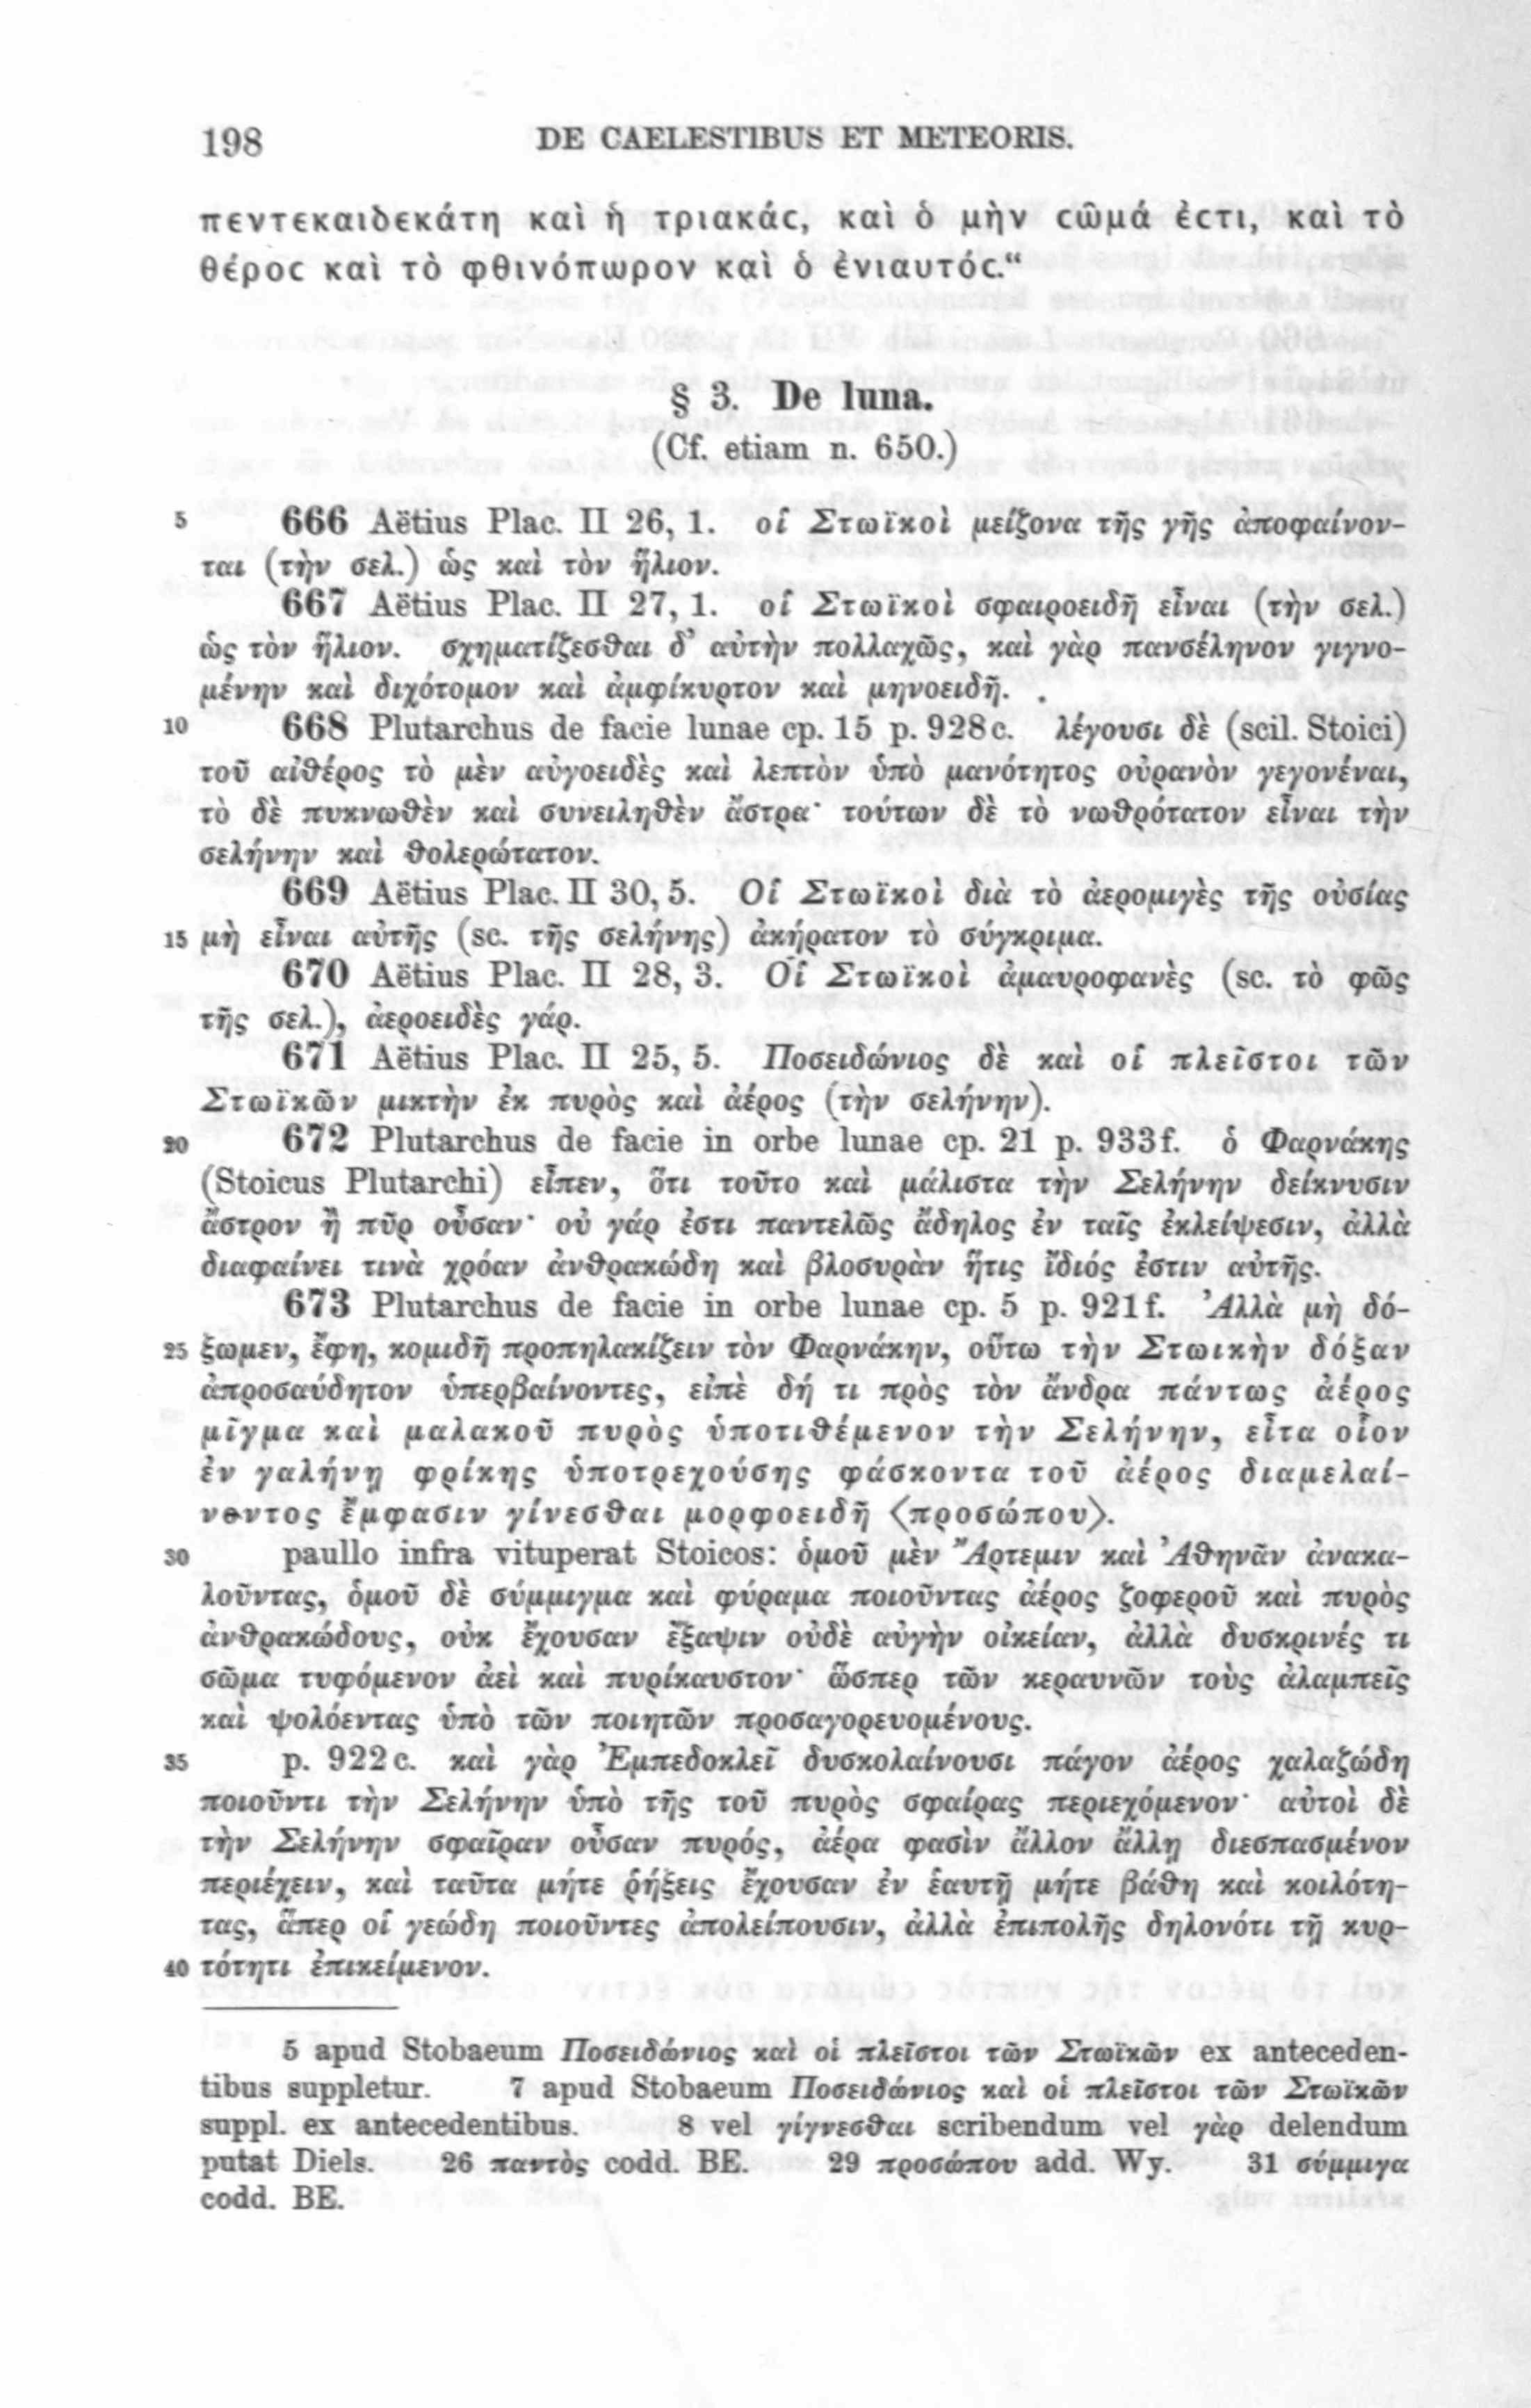 198 DE CAELESTIBUS ET METEORIS.
πεντεκαιδεκάτη καὶ ἡ τριακάς, καὶ ὁ μὴν cῶμά ἐcτι, καὶ τὸ
θέροc καὶ τὸ φθινόπωρον καὶ ὁ ἐνιαυτόc.“
§ 3. De luna.
(Cf. etiam n. 650.)
5 666 Aëtius Plac. II 26, 1. οἱ Στωϊκοὶ μείζονα τῆς γῆς ἀποφαίνον-
ται (τὴν σελ.) ὡς καὶ τὸν ἥλιον.
667 Aëtius Plac. II 27, 1. οἱ Στωϊκοὶ σφαιροειδῆ εἶναι (τὴν σελ.)
ὡς τὸν ἥλιον. σχηματίζεσθαι δ’ αὐτὴν πολλαχῶς, καὶ γὰρ πανσέληνον γιγνο-
μένην καὶ διχότομον καὶ ἀμφίκυρτον καὶ μηνοειδῆ.
10 668 Plutarchus de facie lunae cp. 15 p. 928c. λέγουσι δὲ (scil. Stoici)
τοῦ αἰθέρος τὸ μὲν αὐγοειδὲς καὶ λεπτὸν ὑπὸ μανότητος οὐρανὸν γεγονέναι,
τὸ δὲ πυκνωθὲν καὶ συνειληθὲν ἄστρα· τούτων δὲ τὸ νωθρότατον εἶναι τὴν
σελήνην καὶ θολερώτατον.
669 Aëtius Plac. II 30, 5. Οἱ Στωϊκοὶ διὰ τὸ ἀερομιγὲς τῆς οὐσίας
15 μὴ εἶναι αὐτῆς (sc. τῆς σελήνης) ἀκήρατον τὸ σύγκριμα.
670 Aëtius Plac. II 28, 3. Οἱ Στωϊκοὶ ἀμαυροφανὲς (sc. τὸ φῶς
τῆς σελ.), ἀεροειδὲς γάρ.
671 Aëtius Plac. II 25, 5. Ποσειδώνιος δὲ καὶ οἱ πλεῖστοι τῶν
Στωϊκῶν μικτὴν ἐκ πυρὸς καὶ ἀέρος (τὴν σελήνην).
20 672 Plutarchus de facie in orbe lunae cp. 21 p. 933f. ὁ Φαρνάκης
(Stoicus Plutarchi) εἶπεν, ὅτι τοῦτο καὶ μάλιστα τὴν Σελήνην δείκνυσιν
ἄστρον ἢ πῦρ οὖσαν· οὐ γάρ ἐστι παντελῶς ἄδηλος ἐν ταῖς ἐκλείψεσιν, ἀλλὰ
διαφαίνει τινὰ χρόαν ἀνθρακώδη καὶ βλοσυρὰν ἥτις ἴδιός ἐστιν αὐτῆς.
673 Plutarchus de facie in orbe lunae cp. 5 p. 921f. Ἀλλὰ μὴ δό-
25 ξωμεν, ἔφη, κομιδῆ προπηλακίζειν τὸν Φαρνάκην, οὕτω τὴν Στωικὴν δόξαν
ἀπροσαύδητον ὑπερβαίνοντες, εἰπὲ δή τι πρὸς τὸν ἄνδρα πάντως ἀέρος
μῖγμα καὶ μαλακοῦ πυρὸς ὑποτιθέμενον τὴν Σελήνην, εἶτα οἷον
ἐν γαλήνῃ φρίκης ὑποτρεχούσης φάσκοντα τοῦ ἀέρος διαμελαί-
νοντος ἔμφασιν γίνεσθαι μορφοειδῆ 〈προσώπου〉.
30 paullo infra vituperat Stoicos: ὁμοῦ μὲν Ἄρτεμιν καὶ Ἀθηνᾶν ἀνακα-
λοῦντας, ὁμοῦ δὲ σύμμιγμα καὶ φύραμα ποιοῦντας ἀέρος ζοφεροῦ καὶ πυρὸς
ἀνθρακώδους, οὐκ ἔχουσαν ἔξαψιν οὐδὲ αὐγὴν οἰκείαν, ἀλλὰ δυσκρινές τι
σῶμα τυφόμενον ἀεὶ καὶ πυρίκαυστον· ὥσπερ τῶν κεραυνῶν τοὺς ἀλαμπεῖς
καὶ ψολόεντας ὑπὸ τῶν ποιητῶν προσαγορευομένους.
35 p. 922c. καὶ γὰρ Ἐμπεδοκλεῖ δυσκολαίνουσι πάγον ἀέρος χαλαζώδη
ποιοῦντι τὴν Σελήνην ὑπὸ τῆς τοῦ πυρὸς σφαίρας περιεχόμενον· αὐτοὶ δὲ
τὴν Σελήνην σφαῖραν οὖσαν πυρός, ἀέρα φασὶν ἄλλον ἄλλῃ διεσπασμένον
περιέχειν, καὶ ταῦτα μήτε ῥήξεις ἔχουσαν ἐν ἑαυτῇ μήτε βάθη καὶ κοιλότη-
τας, ἅπερ οἱ γεώδη ποιοῦντες ἀπολείπουσιν, ἀλλὰ ἐπιπολῆς δηλονότι τῇ κυρ-
40 τότητι ἐπικείμενον.
5 apud Stobaeum Ποσειδώνιος καὶ οἱ πλεῖστοι τῶν Στωϊκῶν ex anteceden-
tibus suppletur. 7 apud Stobaeum Ποσειδώνιος καὶ οἱ πλεῖστοι τῶν Στωϊκῶν
suppl. ex antecedentibus. 8 vel γίγνεσθαι scribendum vel γὰρ delendum
putat Diels. 26 παντὸς codd. BE. 29 προσώπου add. Wy. 31 σύμμιγα
codd. BE.